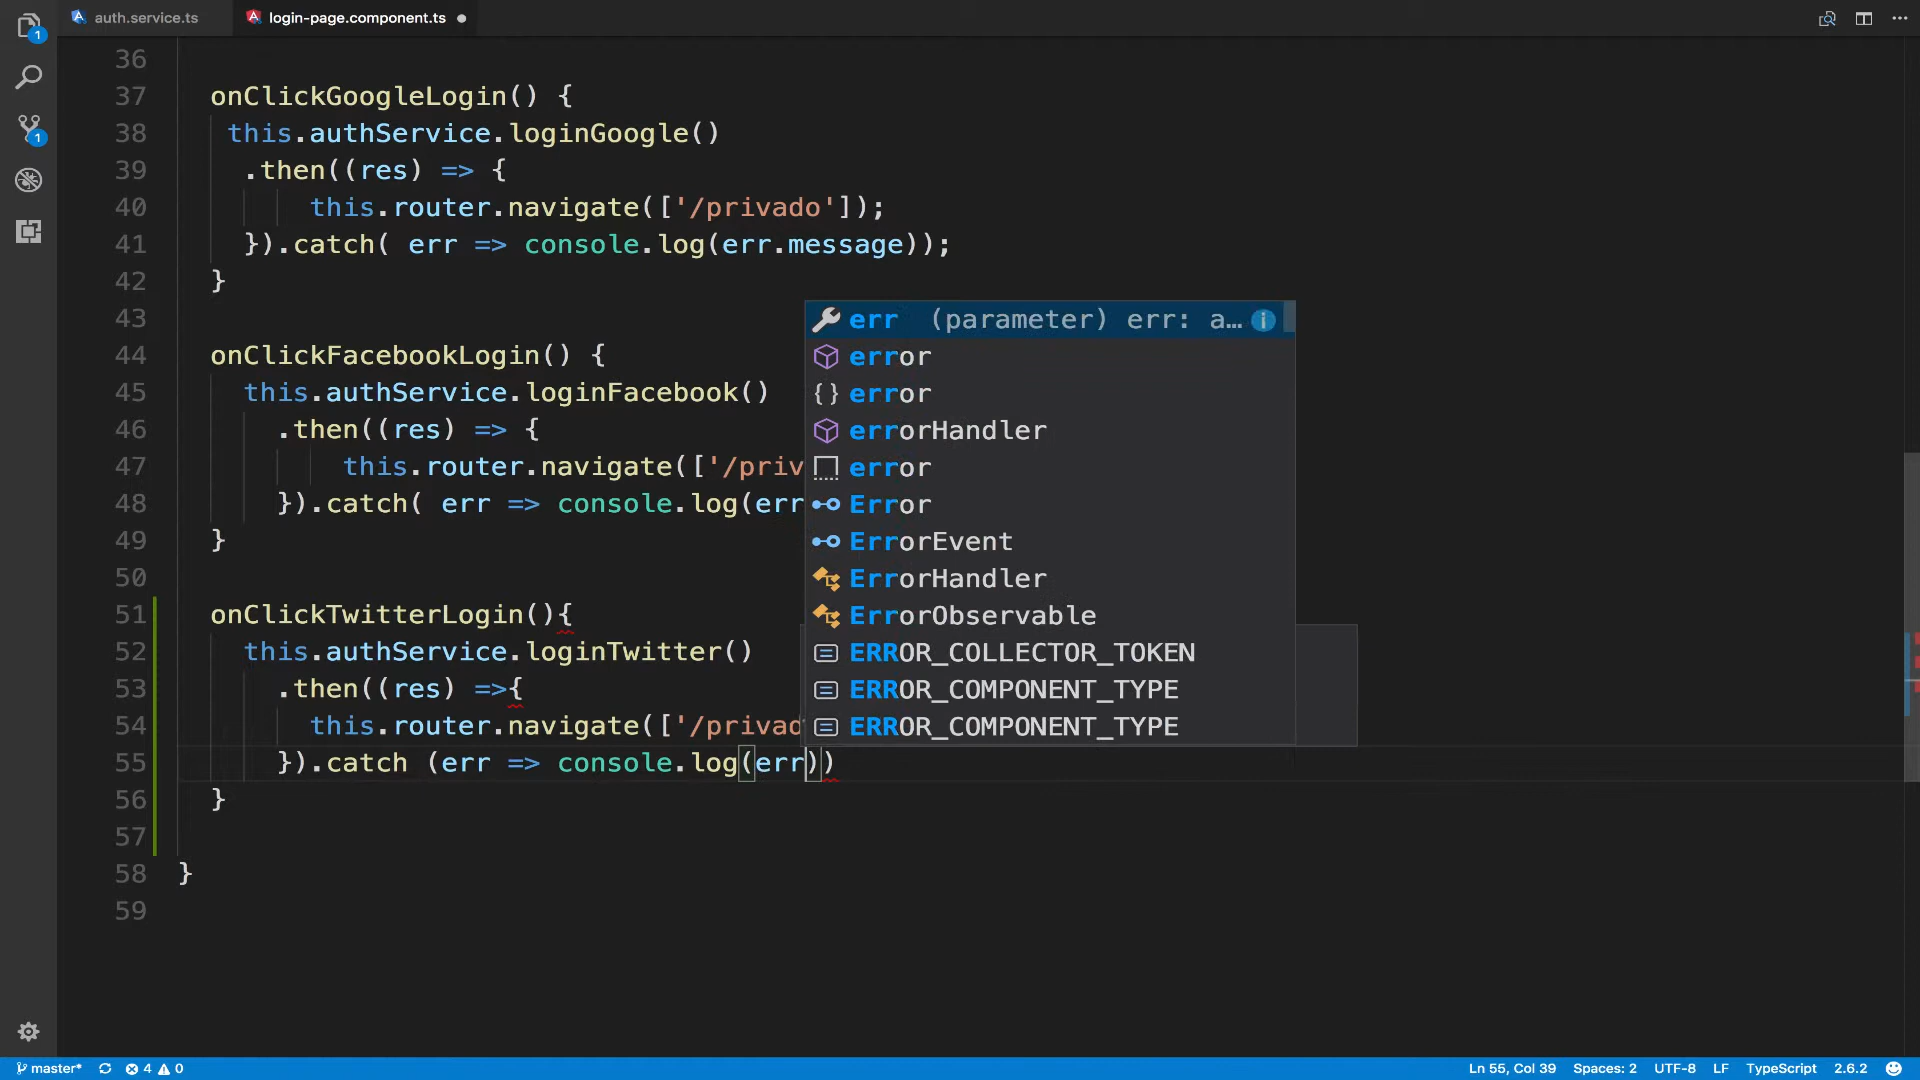 auth.service.ts login-page.component.ts
1
1
36
37 onClickGoogleLogin() {
38 this.authService.loginGoogle()
39 .then((res) => {
40 this.router.navigate(['/privado']);
41 }).catch( err => console.log(err.message));
42 }
43
44 onClickFacebookLogin() {
45 this.authService.loginFacebook()
46 .then((res) => {
47 this.router.navigate(['/priv
48 }).catch( err => console.log(err
49 }
50
51 onClickTwitterLogin(){
52 this.authService.loginTwitter()
53 .then((res) =>{
54 this.router.navigate(['/privad
55 }).catch (err => console.log(err))
56 }
57
58 }
59
err (parameter) err: a…
error
error
errorHandler
error
Error
ErrorEvent
ErrorHandler
ErrorObservable
ERROR_COLLECTOR_TOKEN
ERROR_COMPONENT_TYPE
ERROR_COMPONENT_TYPE
master* 4 0 Ln 55, Col 39 Spaces: 2 UTF-8 LF TypeScript 2.6.2